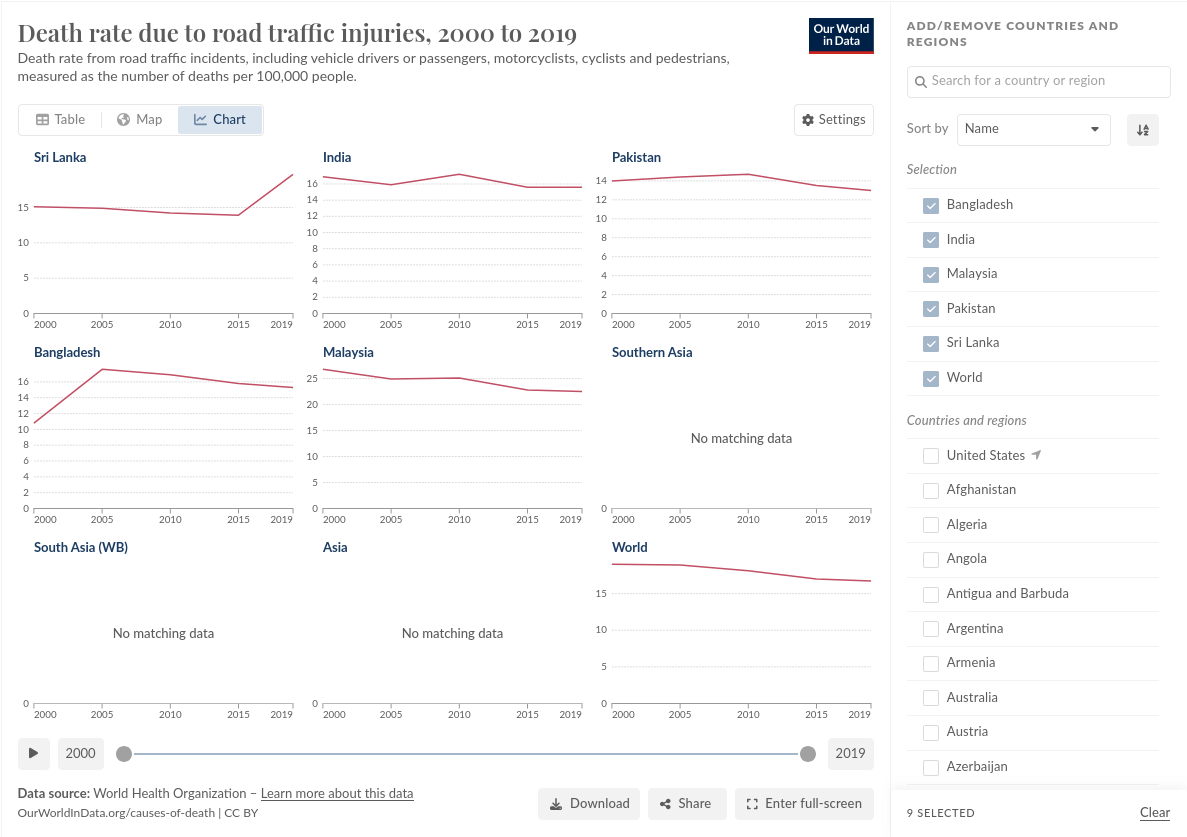 Death rate due to road traffic injuries, 2000 to 2019
Death rate from road traffic incidents, including vehicle drivers or passengers, motorcyclists, cyclists and pedestrians,
measured as the number of deaths per 100,000 people.
Our World
in Data
Table
Map
Chart
Settings
Sri Lanka
15
10
5
0
2000 2005 2010 2015 2019
India
16
14
12
10
8
6
4
2
0
2000 2005 2010 2015 2019
Pakistan
14
12
10
8
6
4
2
0
2000 2005 2010 2015 2019
Bangladesh
16
14
12
10
8
6
4
2
0
2000 2005 2010 2015 2019
Malaysia
25
20
15
10
5
0
2000 2005 2010 2015 2019
Southern Asia
No matching data
0
2000 2005 2010 2015 2019
South Asia (WB)
No matching data
0
2000 2005 2010 2015 2019
Asia
No matching data
0
2000 2005 2010 2015 2019
World
15
10
5
0
2000 2005 2010 2015 2019
2000
2019
Data source: World Health Organization – Learn more about this data
OurWorldInData.org/causes-of-death | CC BY
Download
Share
Enter full-screen
ADD/REMOVE COUNTRIES AND
REGIONS
Search for a country or region
Sort by Name
Selection
Bangladesh
India
Malaysia
Pakistan
Sri Lanka
World
Countries and regions
United States
Afghanistan
Algeria
Angola
Antigua and Barbuda
Argentina
Armenia
Australia
Austria
Azerbaijan
9 SELECTED
Clear